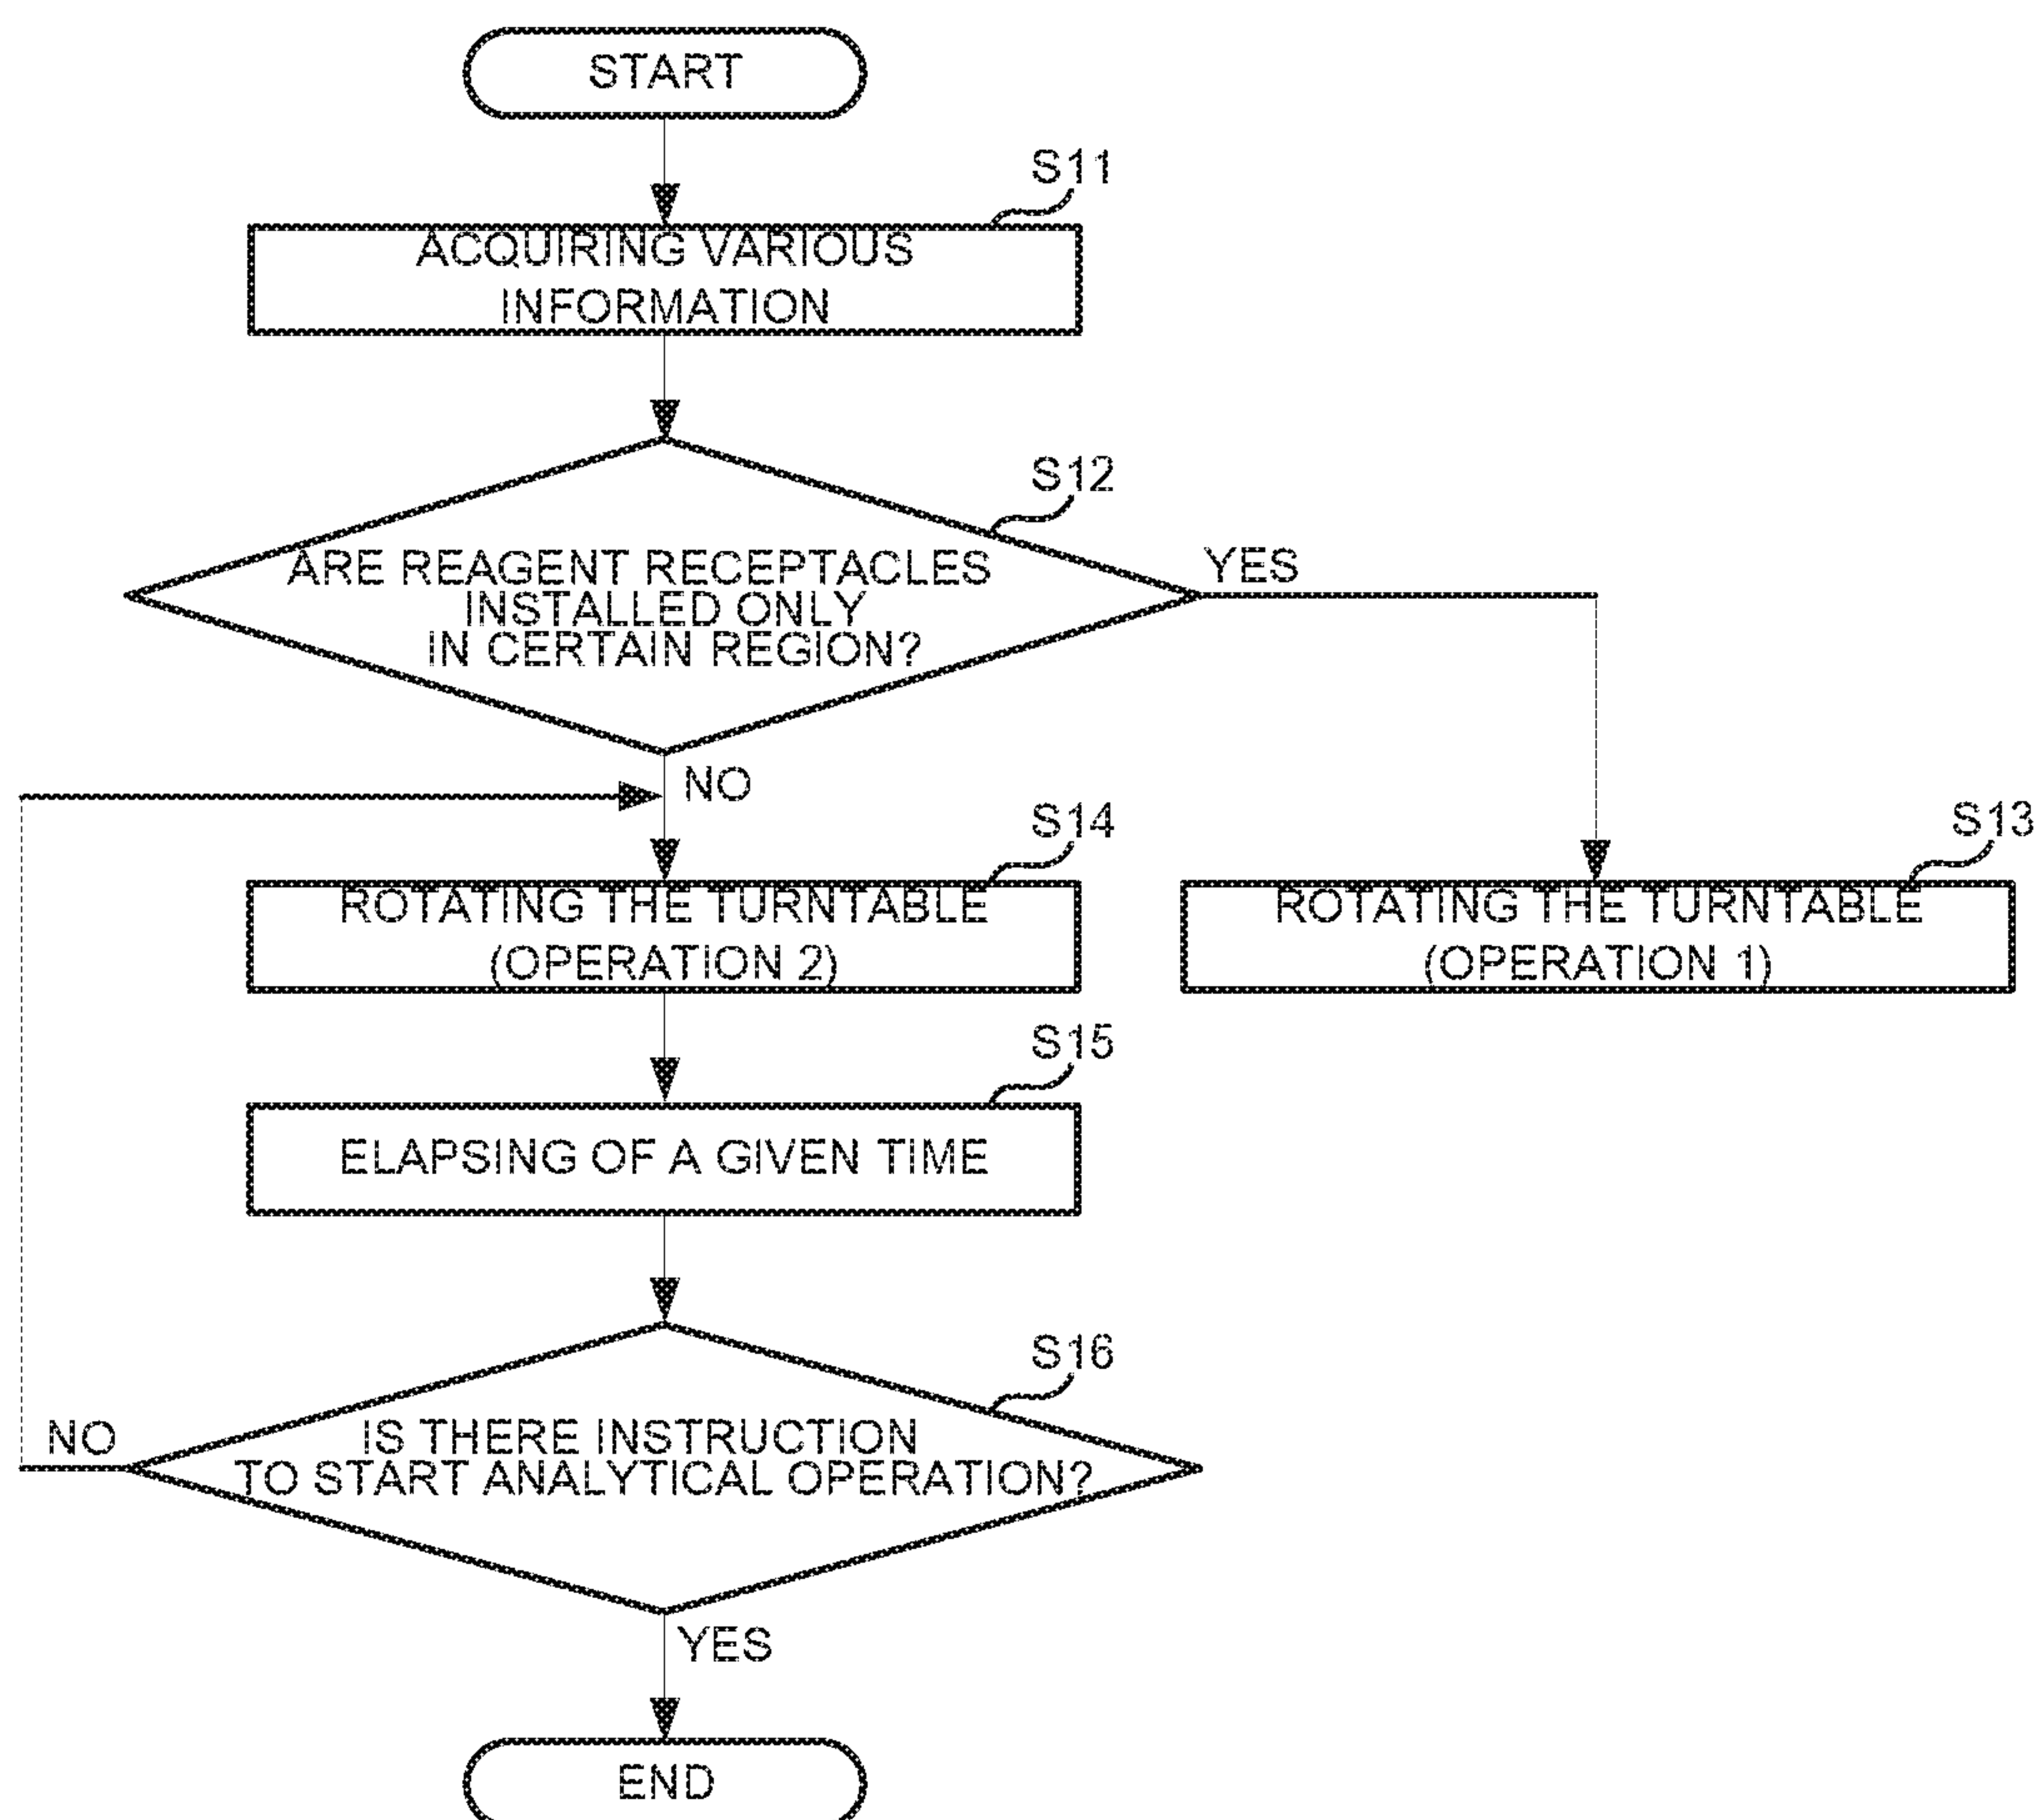 START
S11
ACQUIRING VARIOUS
INFORMATION
S12
ARE REAGENT RECEPTACLES
INSTALLED ONLY
IN CERTAIN REGION?
YES
NO
S14
ROTATING THE TURNTABLE
(OPERATION 2)
S13
ROTATING THE TURNTABLE
(OPERATION 1)
S15
ELAPSING OF A GIVEN TIME
S16
IS THERE INSTRUCTION
TO START ANALYTICAL OPERATION?
NO
YES
END